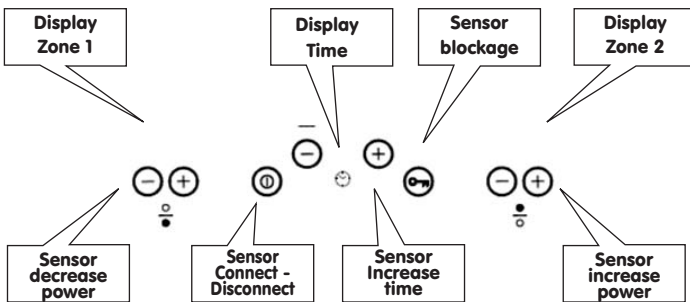 Display
Zone 1
Display
Time
Sensor
blockage
Display
Zone 2
Sensor
decrease
power
Sensor
Connect -
Disconnect
Sensor
Increase
time
Sensor
increase
power